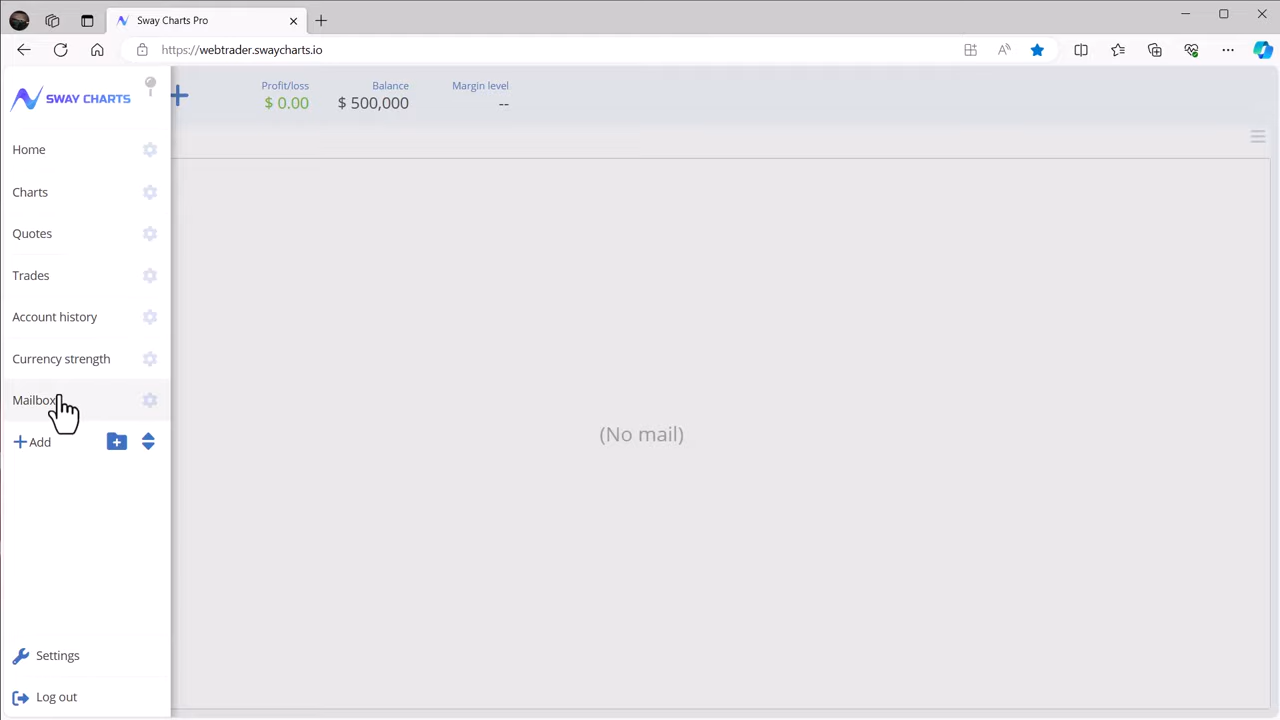 Sway Charts Pro
https://webtrader.swaycharts.io
SWAY CHARTS
Profit/loss
Balance
Margin level
$ 0.00
$ 500,000
--
Home
Charts
Quotes
Trades
Account history
Currency strength
Mailbox
Add
(No mail)
Settings
Log out